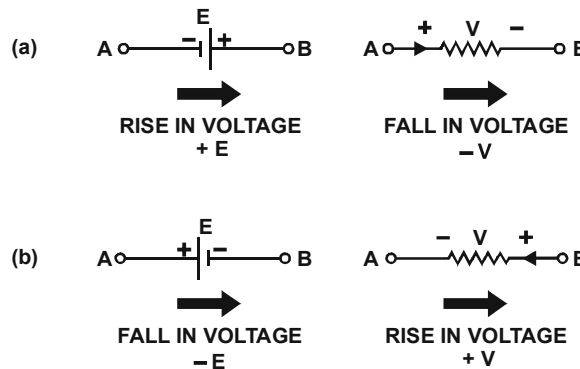 (a)
E
A − + B
RISE IN VOLTAGE
+ E
V
A + −
FALL IN VOLTAGE
− V
(b)
E
A + − B
FALL IN VOLTAGE
− E
V
A − +
RISE IN VOLTAGE
+ V